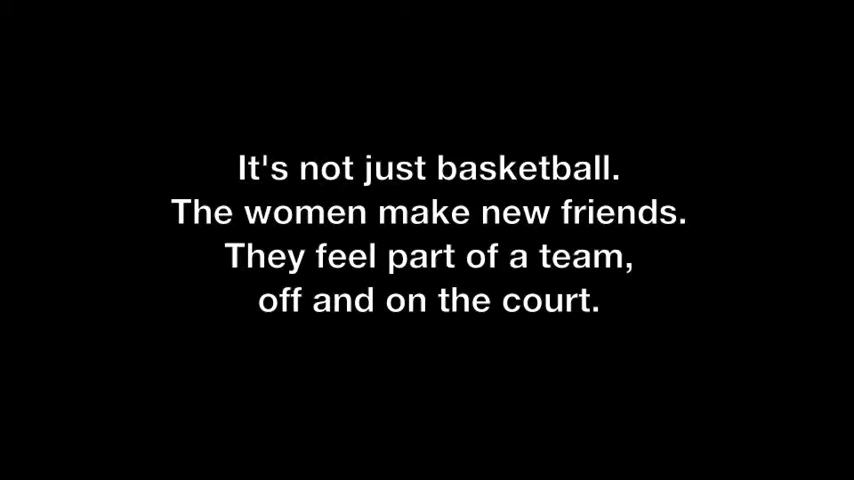 It's not just basketball.
The women make new friends.
They feel part of a team,
off and on the court.